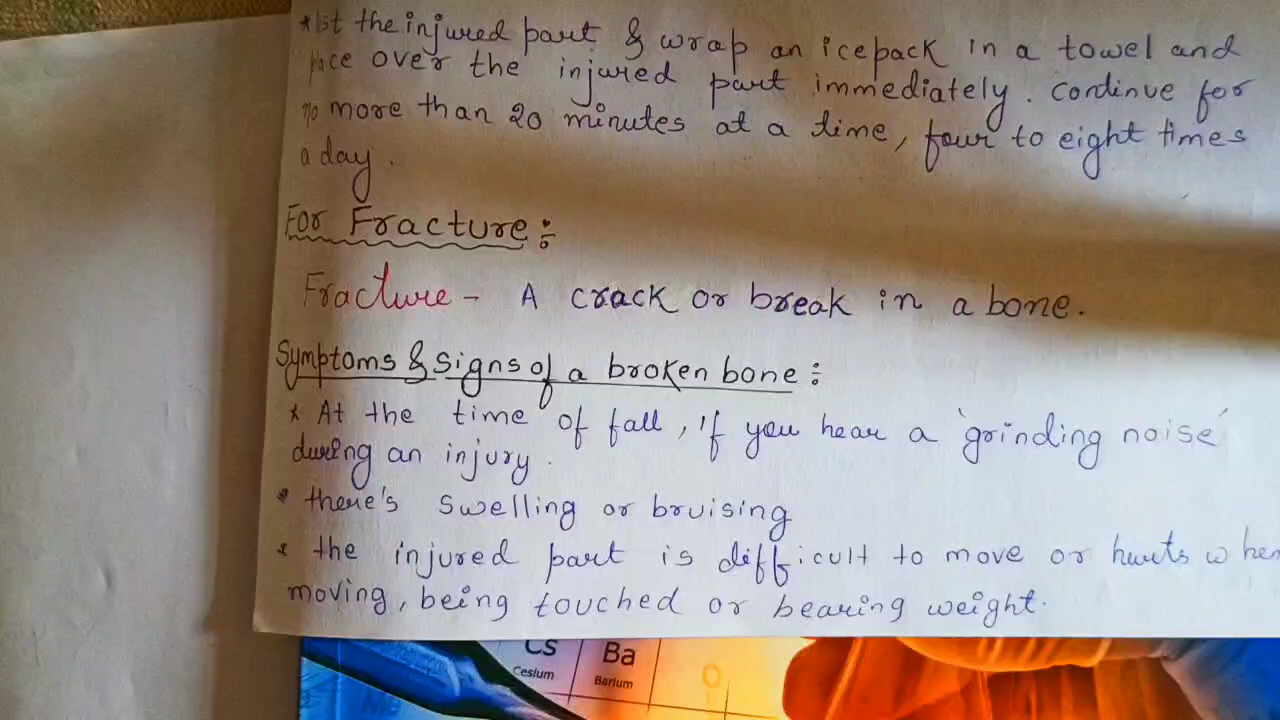 the injured part & wrap an icepack in a towel and
over the injured part immediately. continue for
no more than 20 minutes at a time, four to eight times
a day.
For Fracture :
Fracture - A crack or break in a bone.
Symptoms & Signs of a broken bone :
* At the time of fall, if you hear a 'grinding noise'
during an injury.
* there's swelling or bruising
* the injured part is difficult to move or hurts when
moving, being touched or bearing weight.
Cs Ba
Cesium Barium